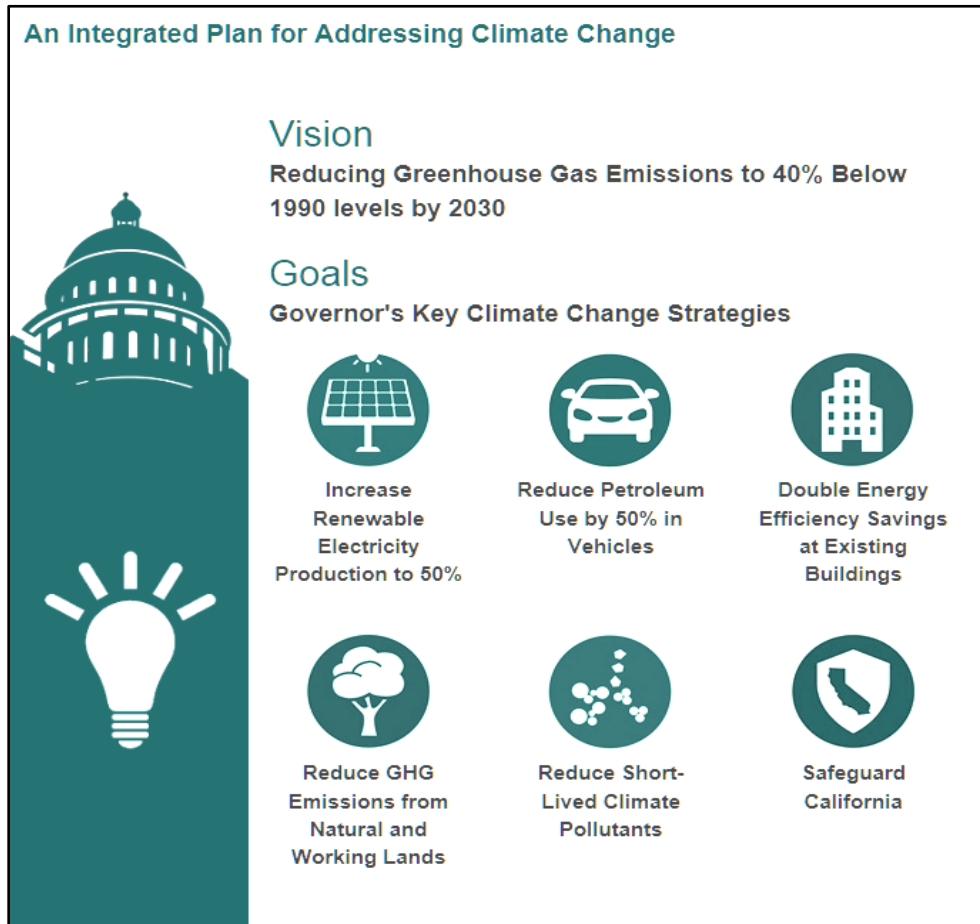 An Integrated Plan for Addressing Climate Change
Vision
Reducing Greenhouse Gas Emissions to 40% Below
1990 levels by 2030
Goals
Governor's Key Climate Change Strategies
Increase
Renewable
Electricity
Production to 50%
Reduce Petroleum
Use by 50% in
Vehicles
Double Energy
Efficiency Savings
at Existing
Buildings
Reduce GHG
Emissions from
Natural and
Working Lands
Reduce Short-
Lived Climate
Pollutants
Safeguard
California